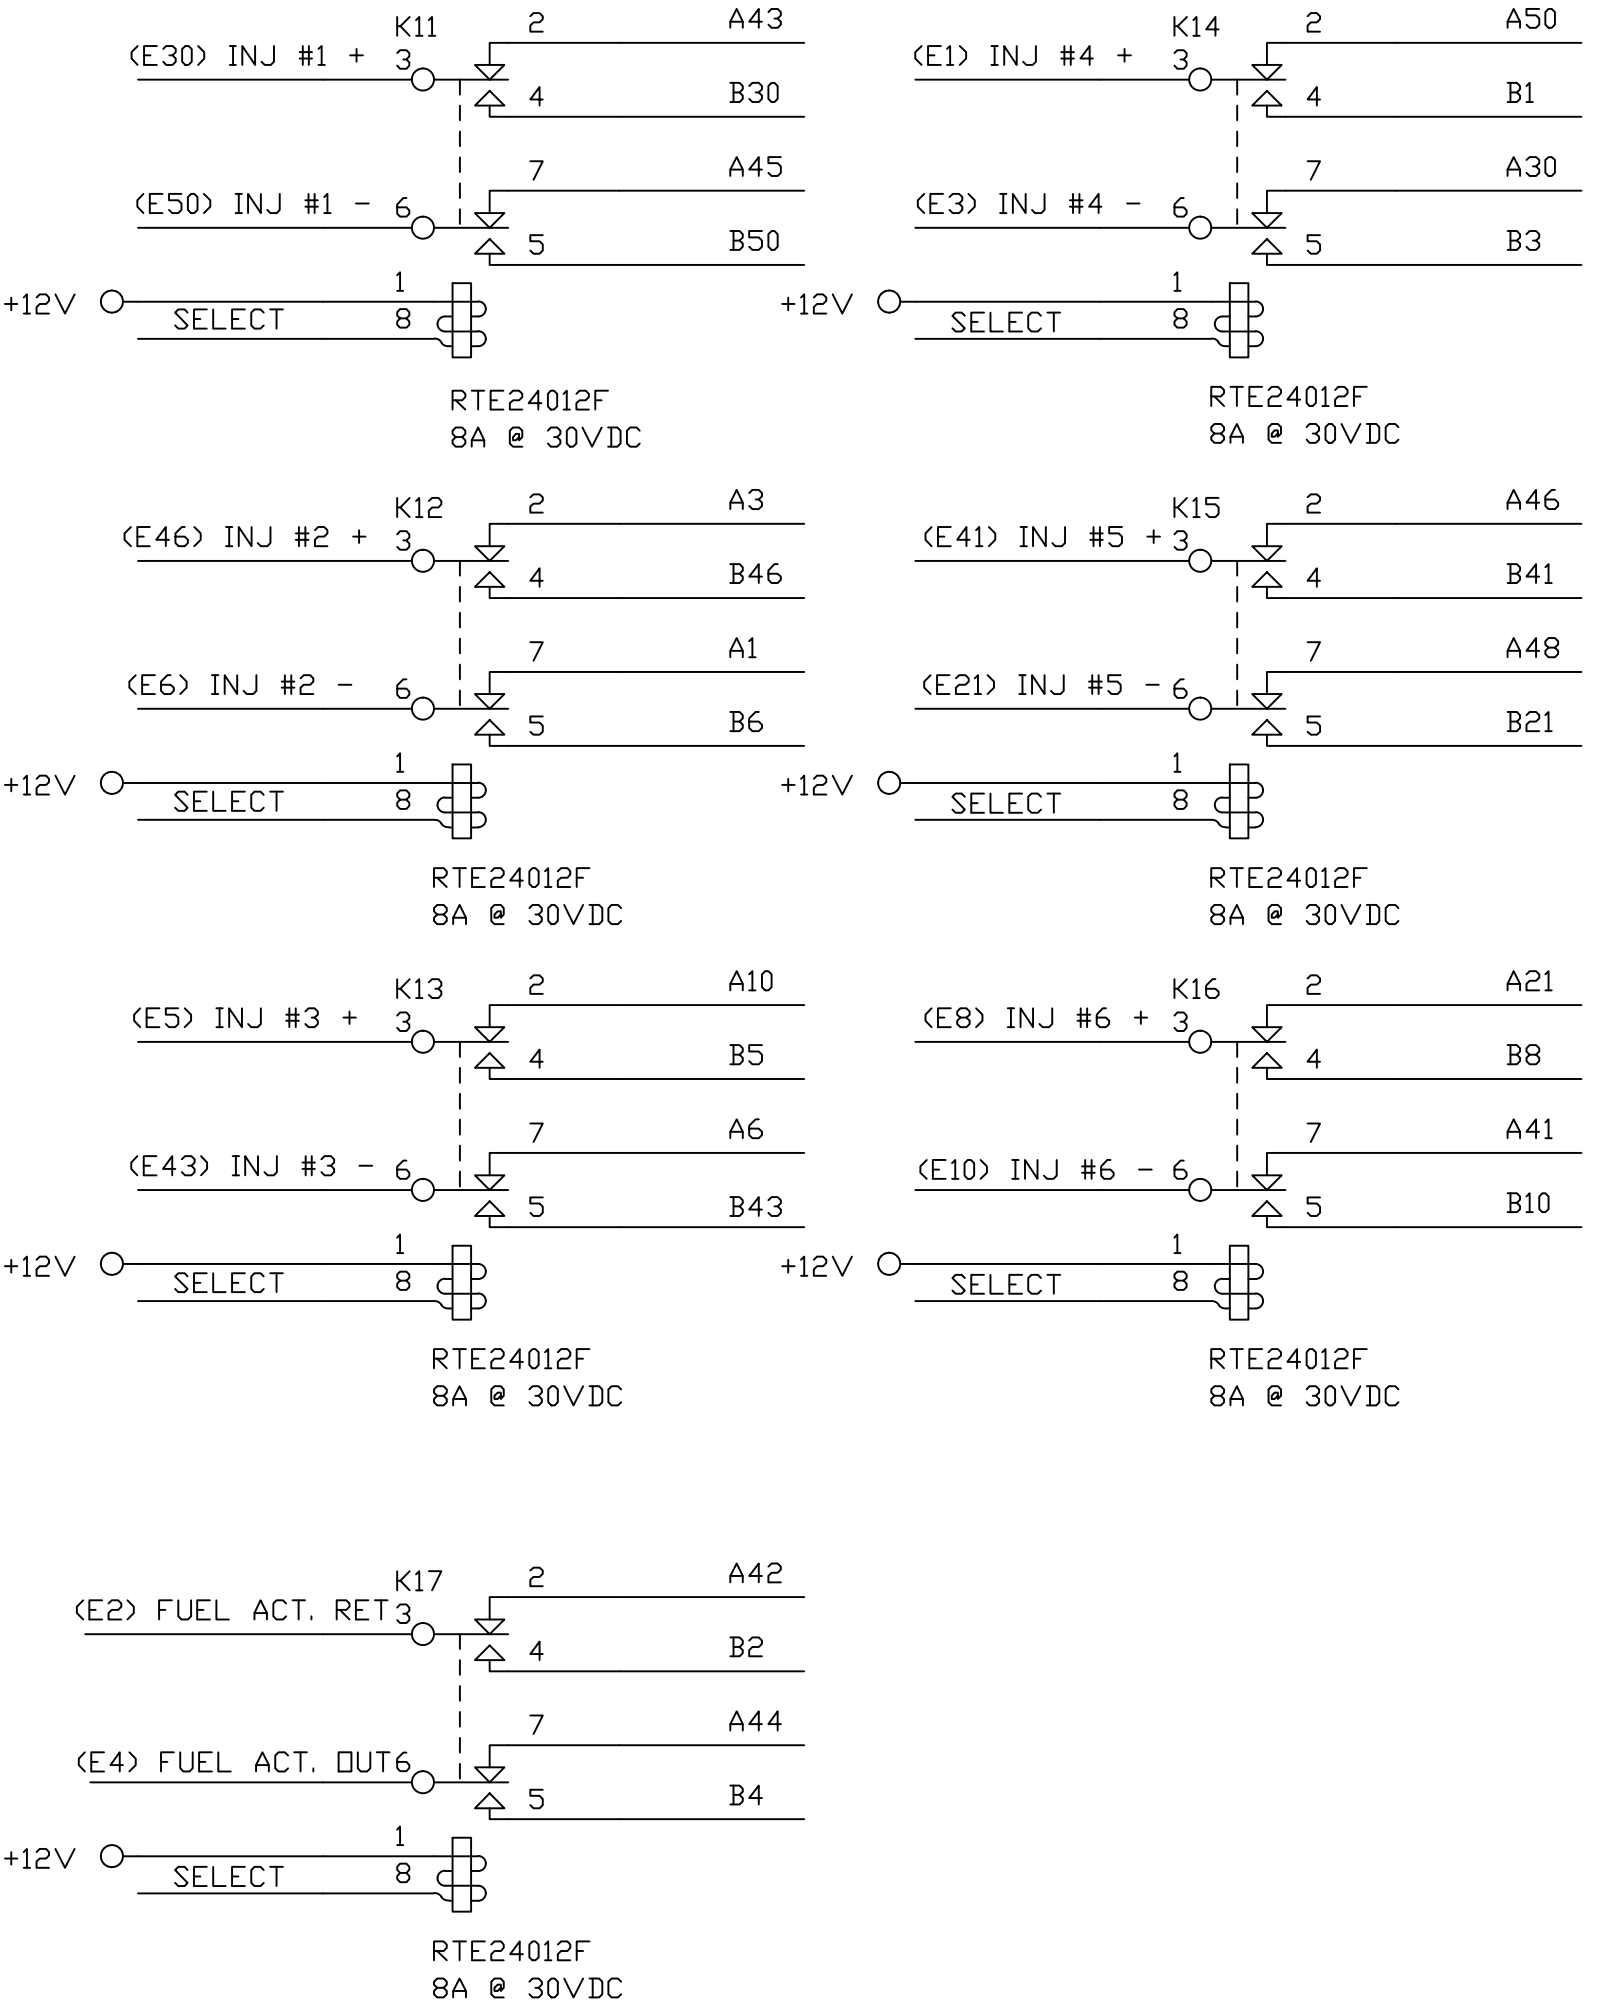 K11
2
A43
(E30) INJ #1 +
3
4
B30
7
A45
(E50) INJ #1 -
6
5
B50
+12V
1
SELECT
8
RTE24012F
8A @ 30VDC
K14
2
A50
(E1) INJ #4 +
3
4
B1
7
A30
(E3) INJ #4 -
6
5
B3
+12V
1
SELECT
8
RTE24012F
8A @ 30VDC
K12
2
A3
(E46) INJ #2 +
3
4
B46
7
A1
(E6) INJ #2 -
6
5
B6
+12V
1
SELECT
8
RTE24012F
8A @ 30VDC
K15
2
A46
(E41) INJ #5 +
3
4
B41
7
A48
(E21) INJ #5 -
6
5
B21
+12V
1
SELECT
8
RTE24012F
8A @ 30VDC
K13
2
A10
(E5) INJ #3 +
3
4
B5
7
A6
(E43) INJ #3 -
6
5
B43
+12V
1
SELECT
8
RTE24012F
8A @ 30VDC
K16
2
A21
(E8) INJ #6 +
3
4
B8
7
A41
(E10) INJ #6 -
6
5
B10
+12V
1
SELECT
8
RTE24012F
8A @ 30VDC
K17
2
A42
(E2) FUEL ACT. RET
3
4
B2
7
A44
(E4) FUEL ACT. OUT
6
5
B4
+12V
1
SELECT
8
RTE24012F
8A @ 30VDC